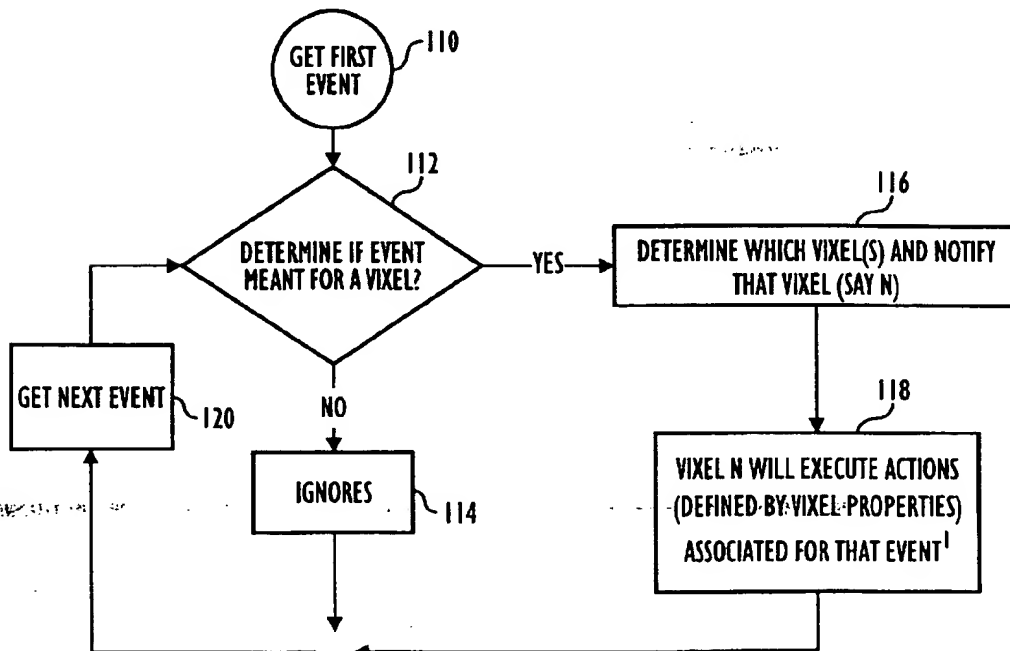 GET FIRST
EVENT
110
112
DETERMINE IF EVENT
MEANT FOR A VIXEL?
YES
116
DETERMINE WHICH VIXEL(S) AND NOTIFY
THAT VIXEL (SAY N)
GET NEXT EVENT
120
NO
118
IGNORES
114
VIXEL N WILL EXECUTE ACTIONS
(DEFINED BY VIXEL PROPERTIES)
ASSOCIATED FOR THAT EVENT¹